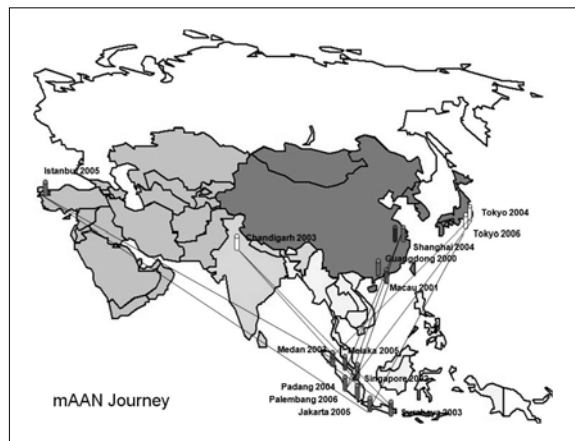 Istanbul 2005
Tokyo 2004
Tokyo 2006
Chandigarh 2003
Shanghai 2004
Guangdong 2000
Macau 2001
Medan 2002
Melaka 2005
Singapore 2002
Padang 2004
Palembang 2006
Jakarta 2005
Surabaya 2003
mAAN Journey